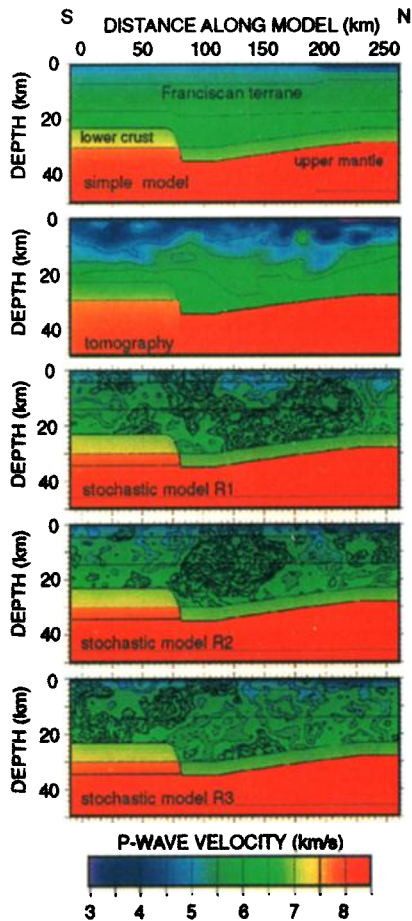 S N
DISTANCE ALONG MODEL (km)
0 50 100 150 200 250
DEPTH (km)
0
20
40
Franciscan terrane
lower crust
upper mantle
simple model
DEPTH (km)
0
20
40
tomography
DEPTH (km)
0
20
40
stochastic model R1
DEPTH (km)
0
20
40
stochastic model R2
DEPTH (km)
0
20
40
stochastic model R3
P-WAVE VELOCITY (km/s)
3 4 5 6 7 8